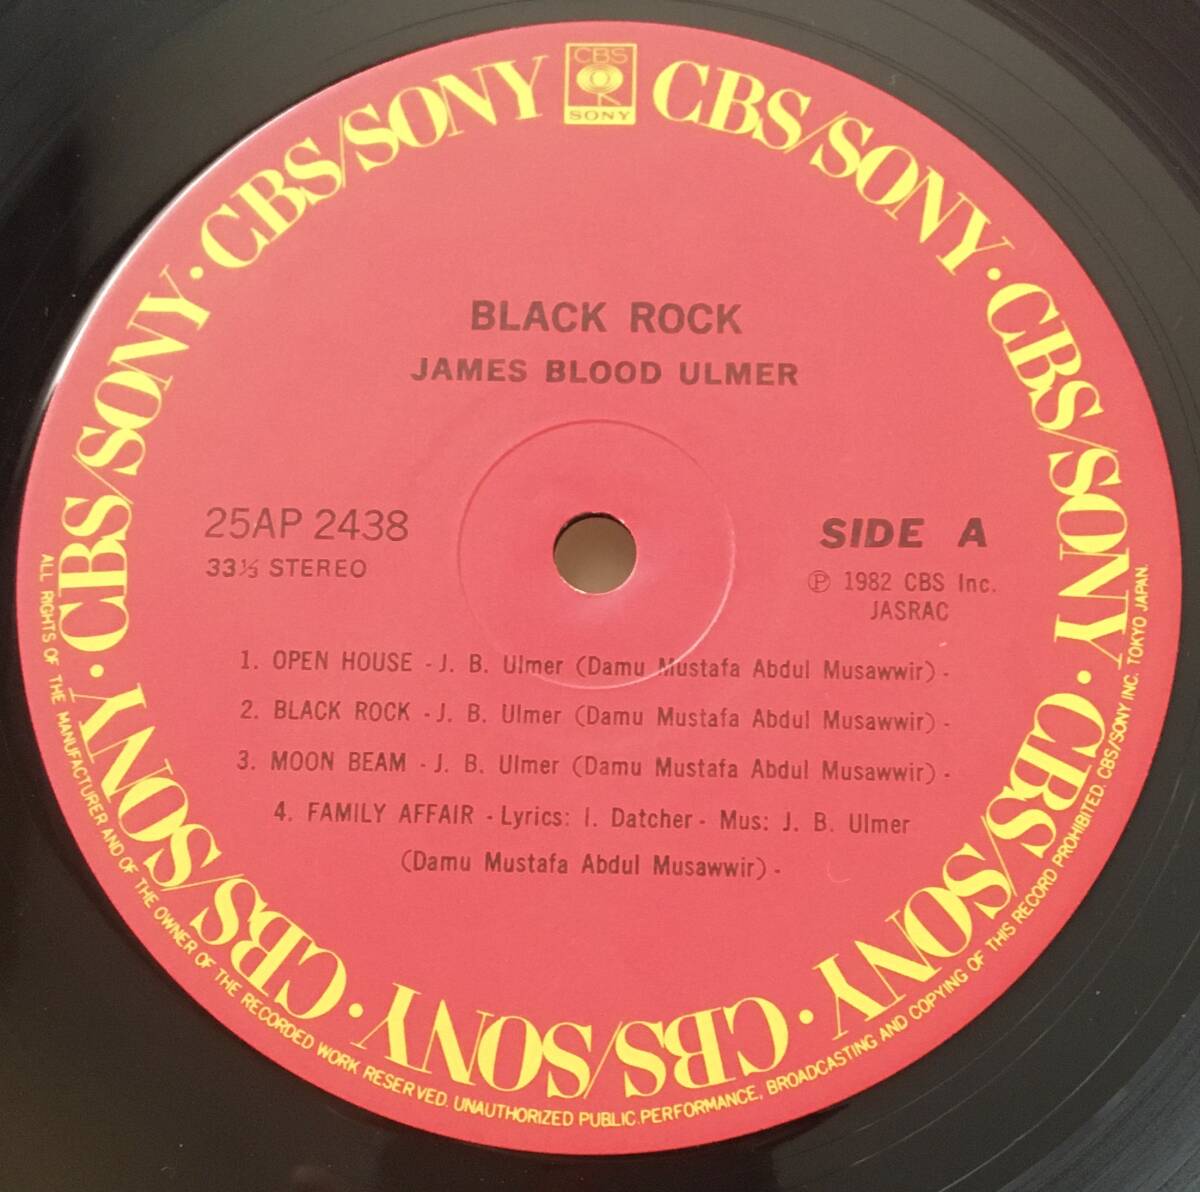 CBS
SONY
CBS/SONY · CBS/SONY · CBS/SONY · CBS/SONY · CBS/SONY · CBS/SONY · CBS/SONY · CBS/SONY
BLACK ROCK
JAMES BLOOD ULMER
25AP 2438
33⅓ STEREO
SIDE A
℗ 1982 CBS Inc.
JASRAC
1. OPEN HOUSE - J. B. Ulmer (Damu Mustafa Abdul Musawwir) -
2. BLACK ROCK - J. B. Ulmer (Damu Mustafa Abdul Musawwir) -
3. MOON BEAM - J. B. Ulmer (Damu Mustafa Abdul Musawwir) -
4. FAMILY AFFAIR - Lyrics: I. Datcher - Mus: J. B. Ulmer
(Damu Mustafa Abdul Musawwir) -
ALL RIGHTS OF THE MANUFACTURER AND OF THE OWNER OF THE RECORDED WORK RESERVED. UNAUTHORIZED PUBLIC PERFORMANCE, BROADCASTING AND COPYING OF THIS RECORD PROHIBITED. CBS/SONY INC. TOKYO JAPAN.